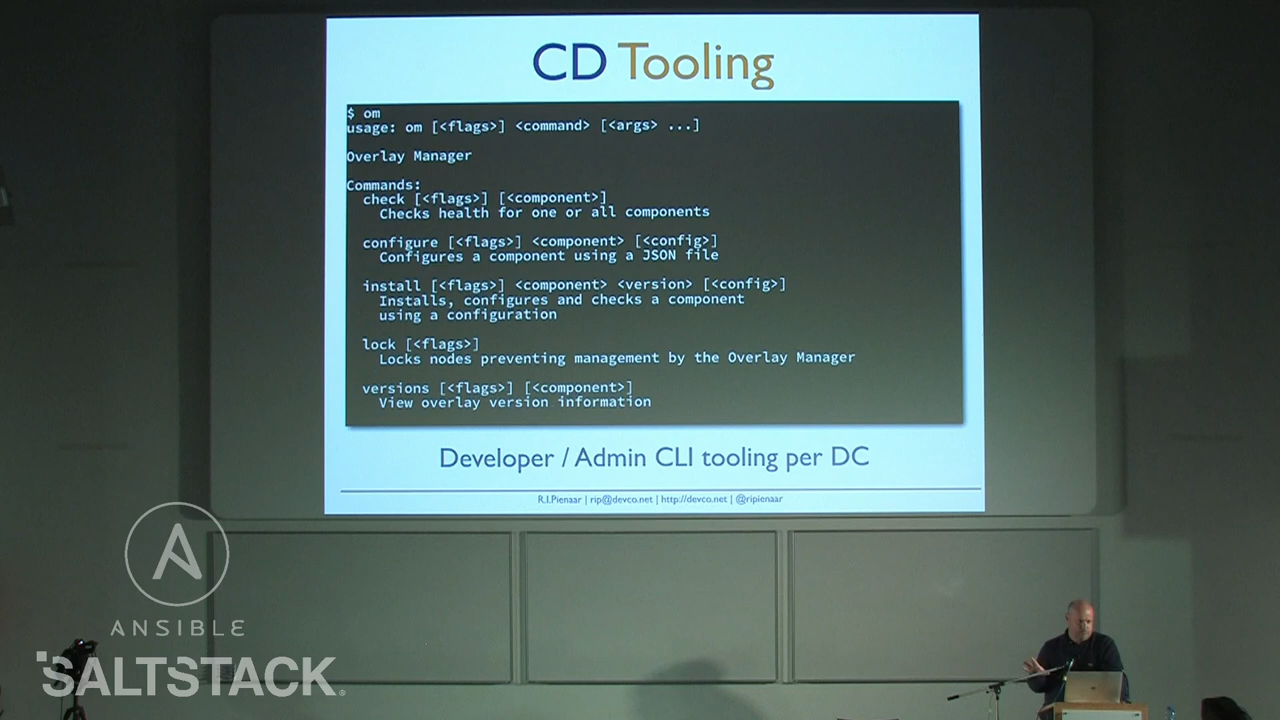 CD Tooling
$ om
usage: om [<flags>] <command> [<args> ...]
Overlay Manager
Commands:
check [<flags>] [<component>]
Checks health for one or all components
configure [<flags>] <component> [<config>]
Configures a component using a JSON file
install [<flags>] <component> <version> [<config>]
Installs, configures and checks a component
using a configuration
lock [<flags>]
Locks nodes preventing management by the Overlay Manager
versions [<flags>] [<component>]
View overlay version information
Developer / Admin CLI tooling per DC
R.I.Pienaar | rip@devco.net | http://devco.net | @ripienaar
ANSIBLE
SALTSTACK